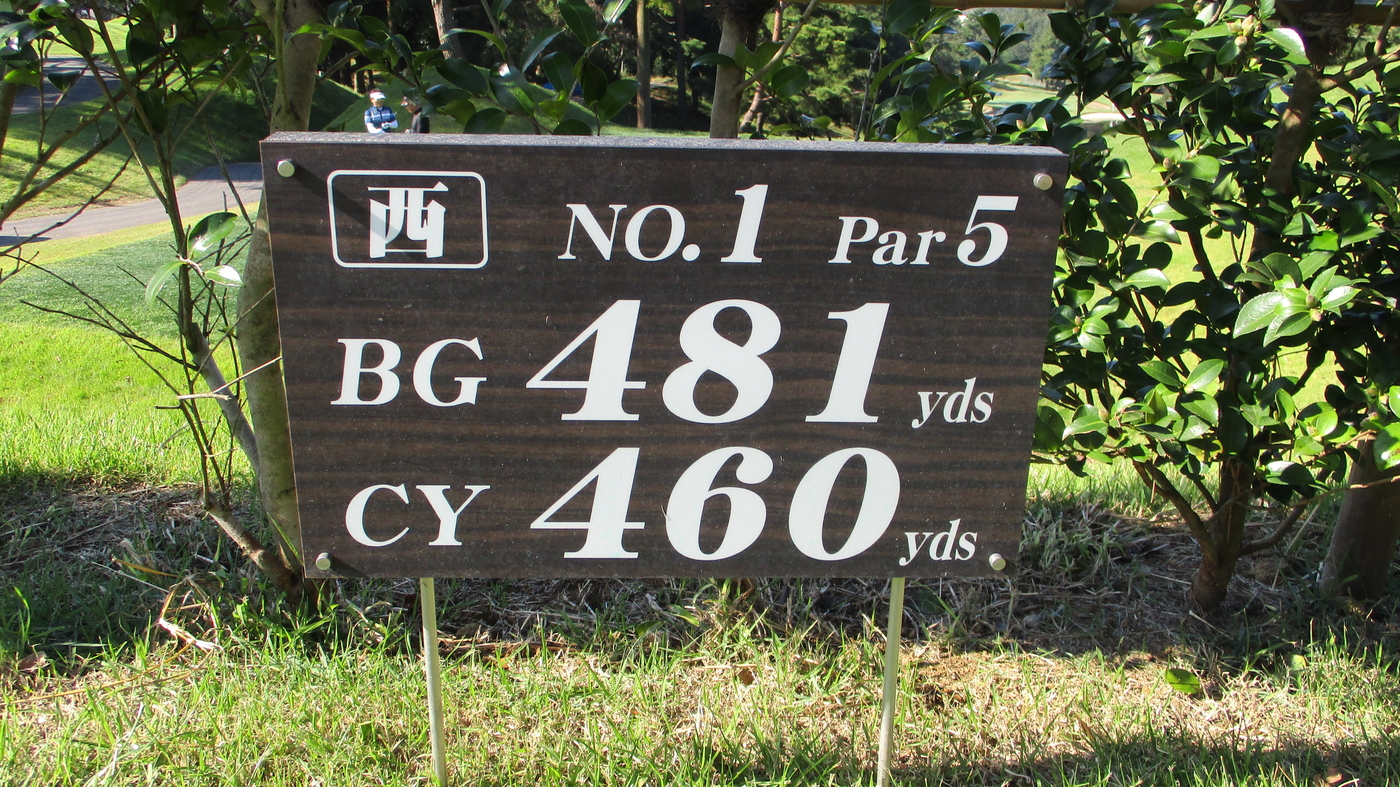 西 NO.1 Par 5
BG 481 yds
CY 460 yds